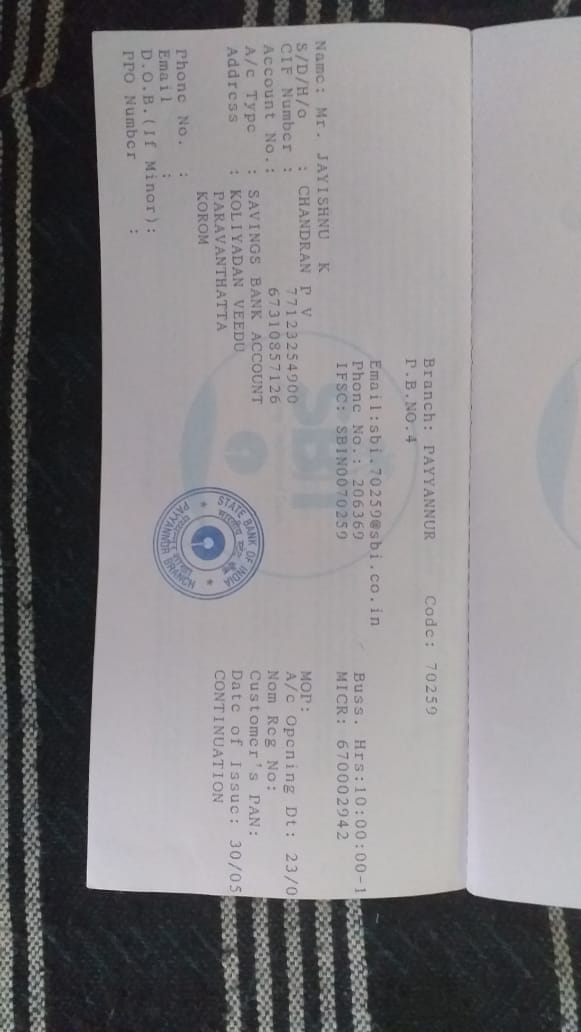 Branch: PAYYANNUR Code: 70259
P.B.NO.4
Email:sbi.70259@sbi.co.in
Phone No.: 206369 Buss. Hrs:10:00:00-1
IFSC: SBIN0070259 MICR: 670002942
Name: Mr. JAYISHNU K
S/D/H/o : CHANDRAN P V MOP:
CIF Number : 77123254900 A/c Opening Dt: 23/0
Account No.: 67310857126 Nom Reg No:
A/c Type : SAVINGS BANK ACCOUNT Customer's PAN:
Address : KOLIYADAN VEEDU Date of Issue: 30/05
PARAVANTHATTA CONTINUATION
KOROM
Phone No. :
Email :
D.O.B.(If Minor):
PPO Number :
SBT
STATE BANK OF INDIA
भारतीय स्टेट बैंक
PAYYANNUR BRANCH